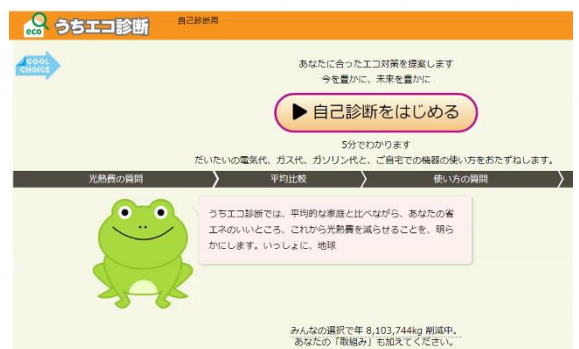 eco うちエコ診断
自己診断用
COOL CHOICE
あなたに合ったエコ対策を提案します
今を豊かに、未来を豊かに
▶自己診断をはじめる
5分でわかります
だいたいの電気代、ガス代、ガソリン代と、ご自宅での機器の使い方をおたずねします。
光熱費の質問 〉 平均比較 〉 使い方の質問 〉
うちエコ診断では、平均的な家庭と比べながら、あなたの省
エネのいいところ、これから光熱費を減らせることを、明ら
かにします。いっしょに、地球
みんなの選択で年 8,103,744kg 削減中。
あなたの「取組み」も加えてください。